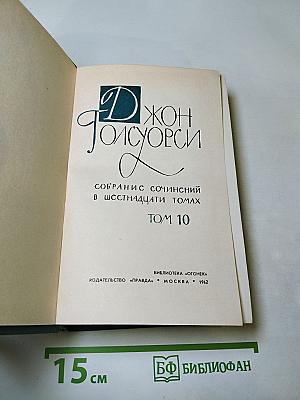 ДЖОН
ГОЛСУОРСИ
СОБРАНИЕ СОЧИНЕНИЙ
В ШЕСТНАДЦАТИ ТОМАХ
ТОМ 10
БИБЛИОТЕКА «ОГОНЕК»
ИЗДАТЕЛЬСТВО «ПРАВДА» • МОСКВА • 1962
15 см
БФ БИБЛИОФАН